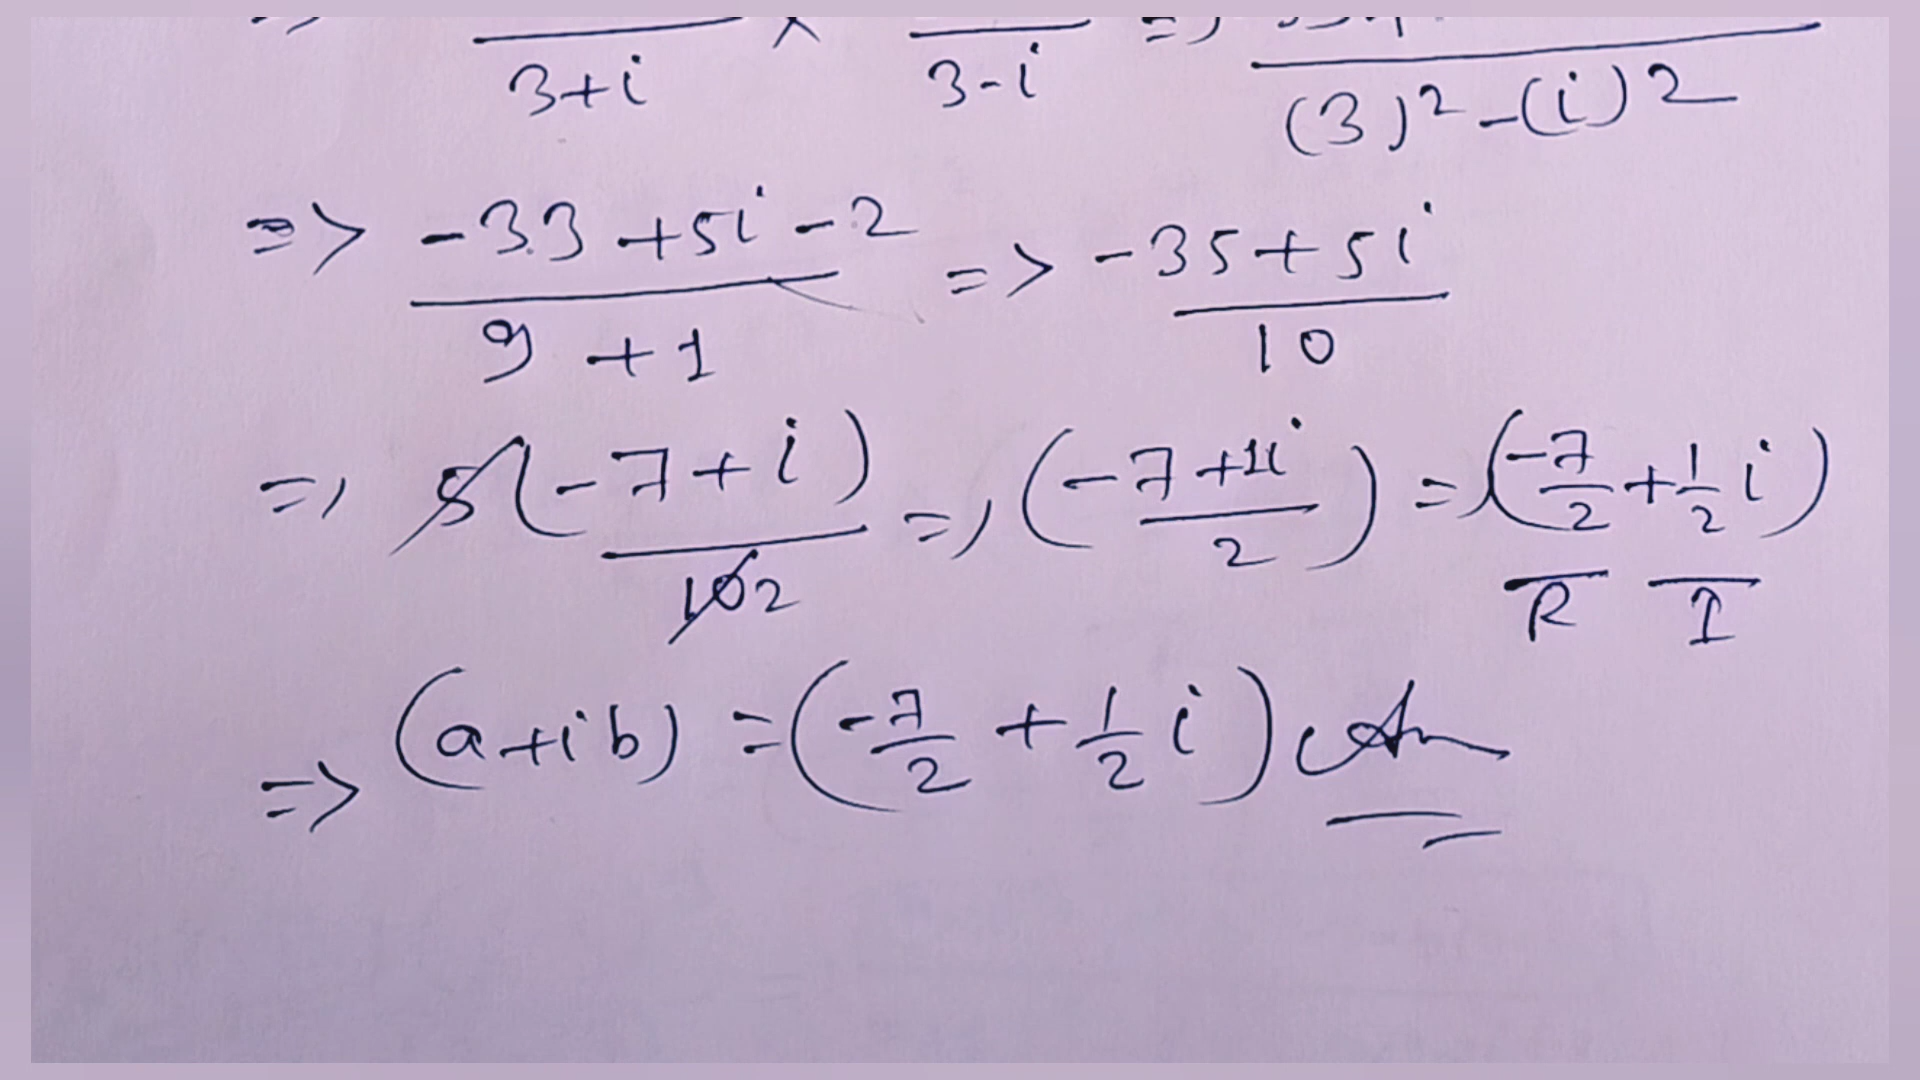 => 3+i × 3-i => (3)² -(i)²
=> -33 +5i -2 / 9 +1 => -35+5i / 10
=> 5(-7+i) / 10 2 => (-7+1i / 2) => (-7/2 + 1/2 i)
R I
=> (a+ib) = (-7/2 + 1/2 i) Ans